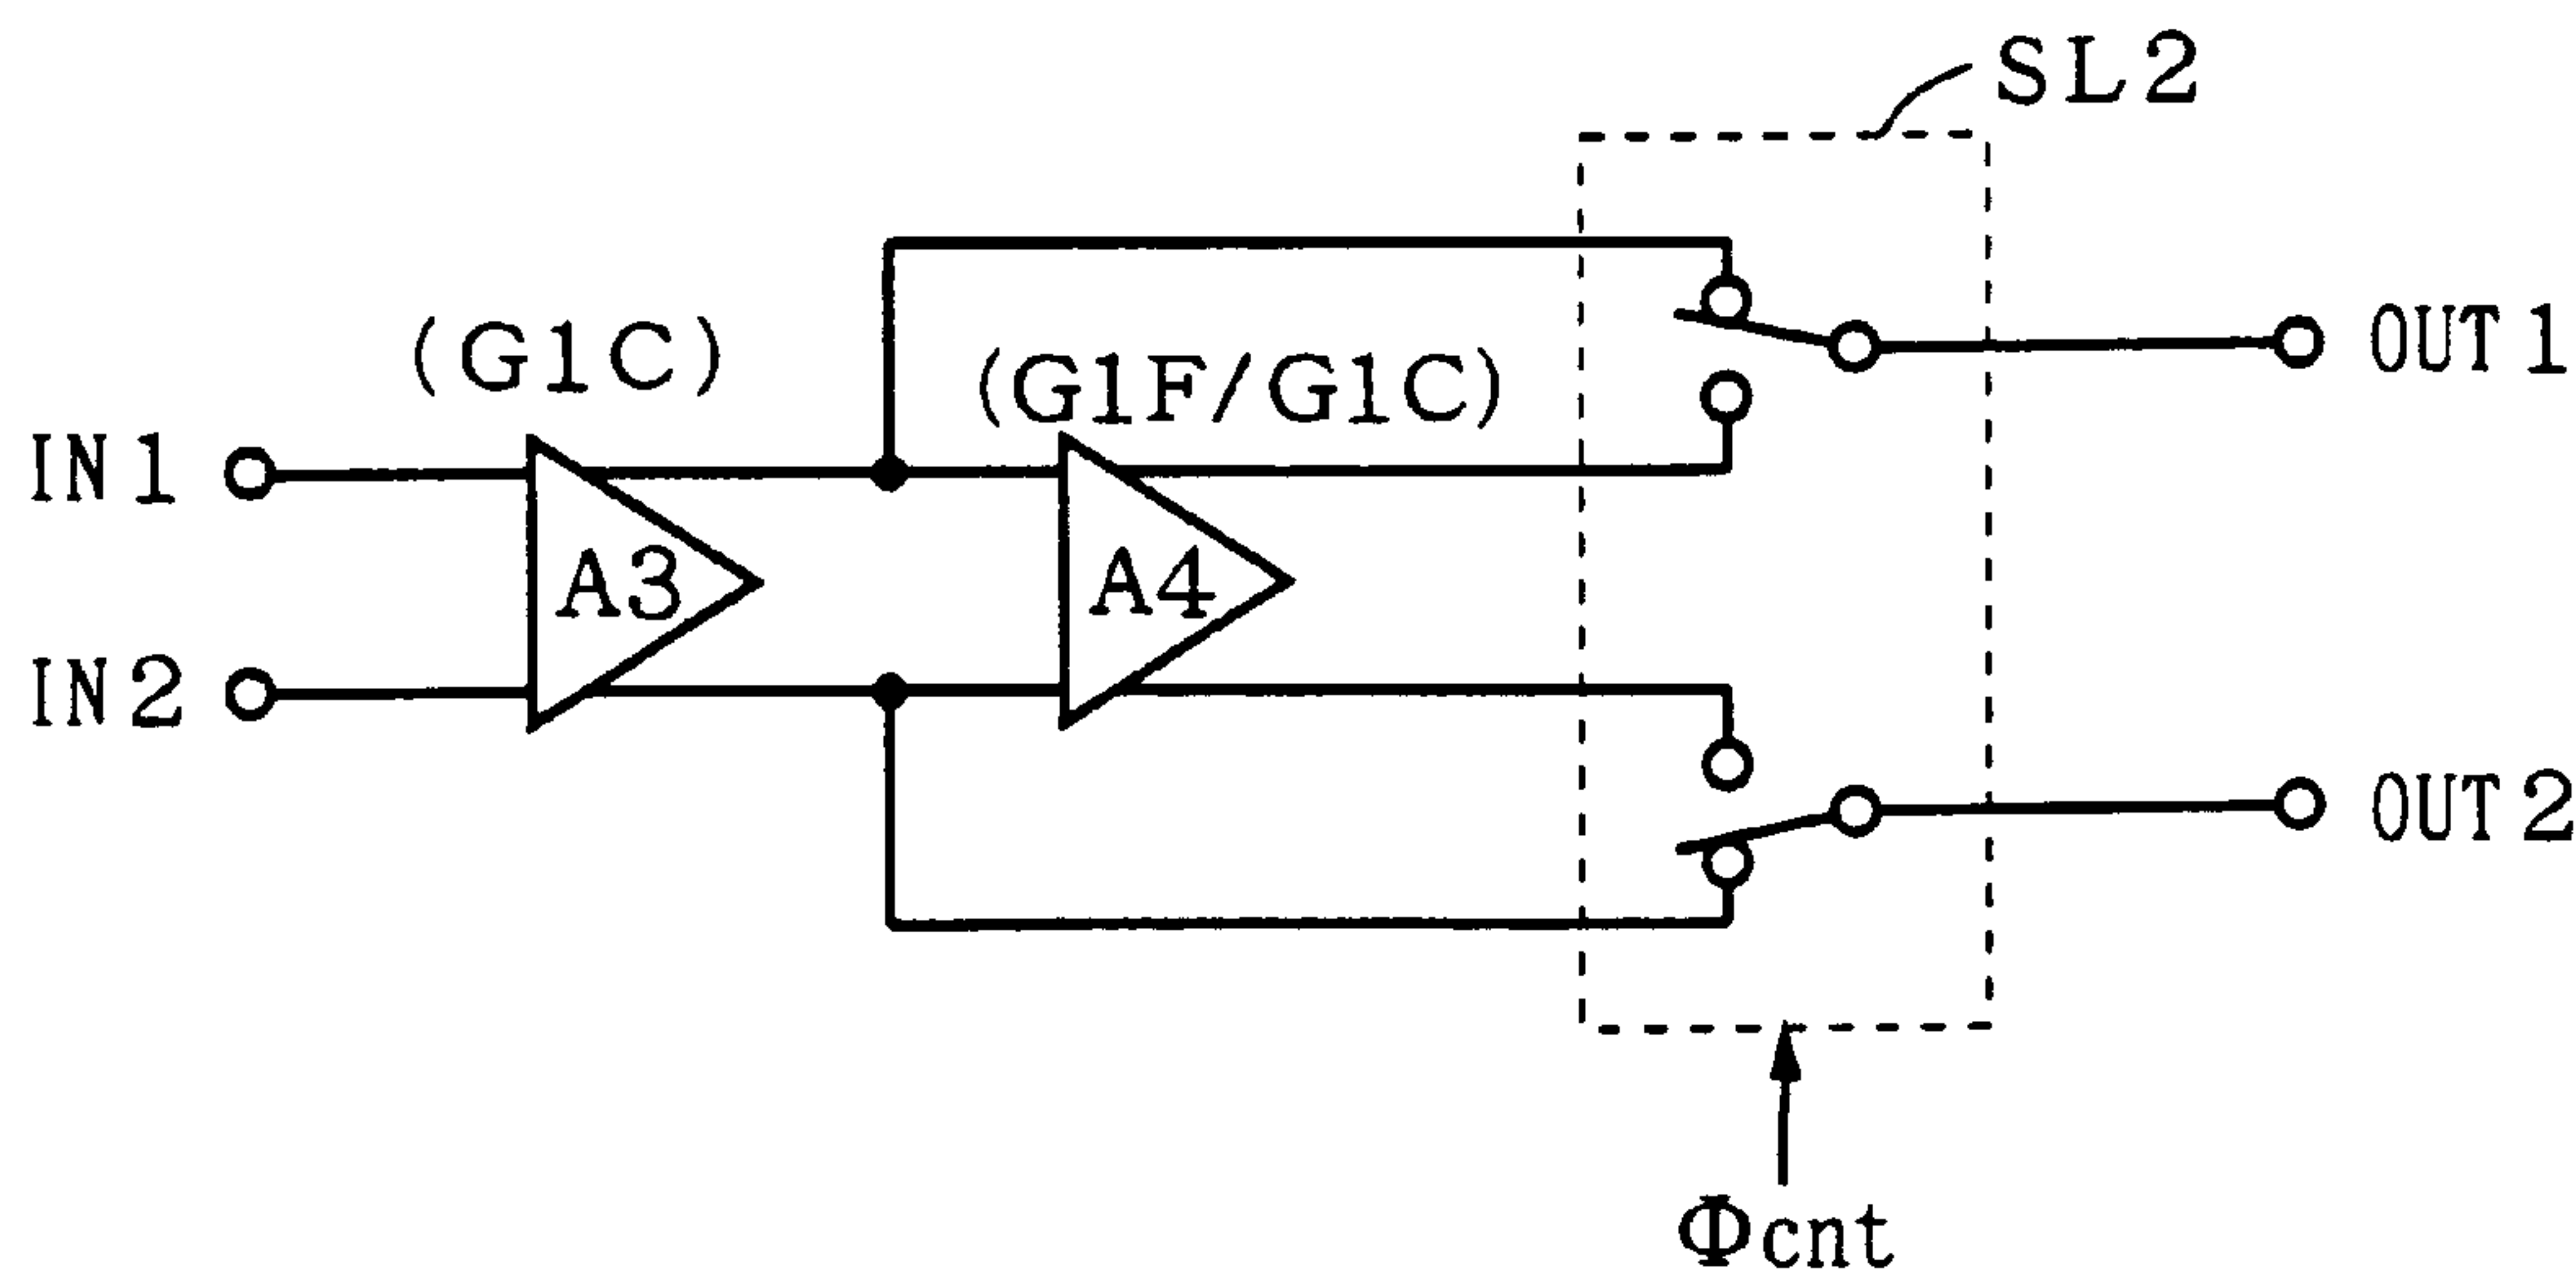 SL2
(G1C)
(G1F/G1C)
OUT1
IN1
A3
A4
IN2
OUT2
Φcnt